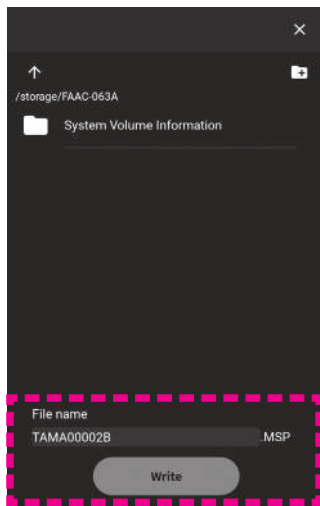 /storage/FAAC-063A
System Volume Information
File name
TAMA00002B .MSP
Write